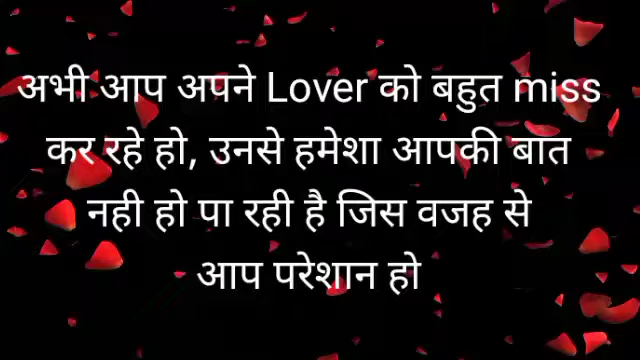 अभी आप अपने Lover को बहुत miss
कर रहे हो, उनसे हमेशा आपकी बात
नही हो पा रही है जिस वजह से
आप परेशान हो